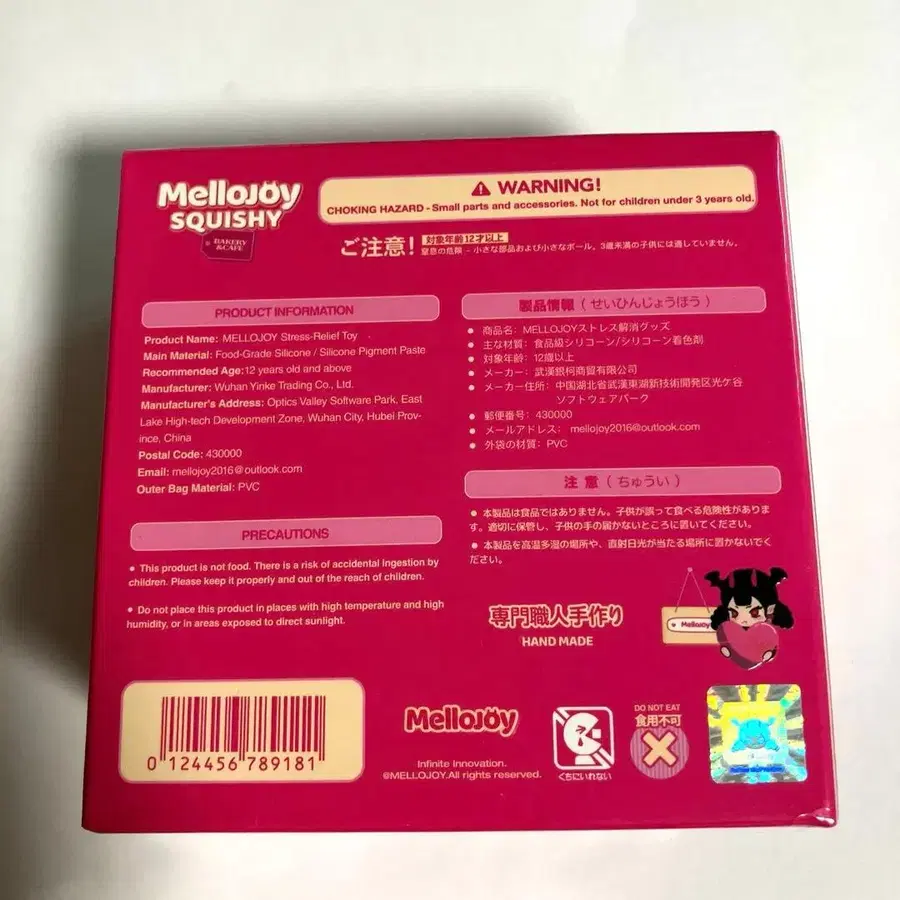 MelloJoy
SQUISHY
BAKERY
&CAFE
⚠ WARNING!
CHOKING HAZARD - Small parts and accessories. Not for children under 3 years old.
ご注意!
対象年齢12才以上
窒息の危険 - 小さな部品および小さなボール。3歳未満の子供には適していません。
PRODUCT INFORMATION
Product Name: MELLOJOY Stress-Relief Toy
Main Material: Food-Grade Silicone / Silicone Pigment Paste
Recommended Age:12 years old and above
Manufacturer: Wuhan Yinke Trading Co., Ltd.
Manufacturer's Address: Optics Valley Software Park, East
Lake High-tech Development Zone, Wuhan City, Hubei Prov-
ince, China
Postal Code: 430000
Email: mellojoy2016@outlook.com
Outer Bag Material: PVC
PRECAUTIONS
• This product is not food. There is a risk of accidental ingestion by
children. Please keep it properly and out of the reach of children.
• Do not place this product in places with high temperature and high
humidity, or in areas exposed to direct sunlight.
製品情報（せいひんじょうほう）
• 商品名: MELLOJOYストレス解消グッズ
• 主な材質: 食品級シリコーン/シリコーン着色剤
• 対象年齢: 12歳以上
• メーカー: 武漢銀柯商貿有限公司
• メーカー住所: 中国湖北省武漢東湖新技術開発区光ケ谷
ソフトウェアパーク
• 郵便番号: 430000
• メールアドレス: mellojoy2016@outlook.com
• 外袋の材質: PVC
注 意（ちゅうい）
• 本製品は食品ではありません。子供が誤って食べる危険性がありま
す。適切に保管し、子供の手の届かないところに置いてください。
• 本製品を高温多湿の場所や、直射日光が当たる場所に置かないでく
ださい。
専門職人手作り
HAND MADE
MelloJoy
0 124456 789181
MelloJoy
Infinite Innovation.
@MELLOJOY.All rights reserved.
くちにいれない
DO NOT EAT
食用不可